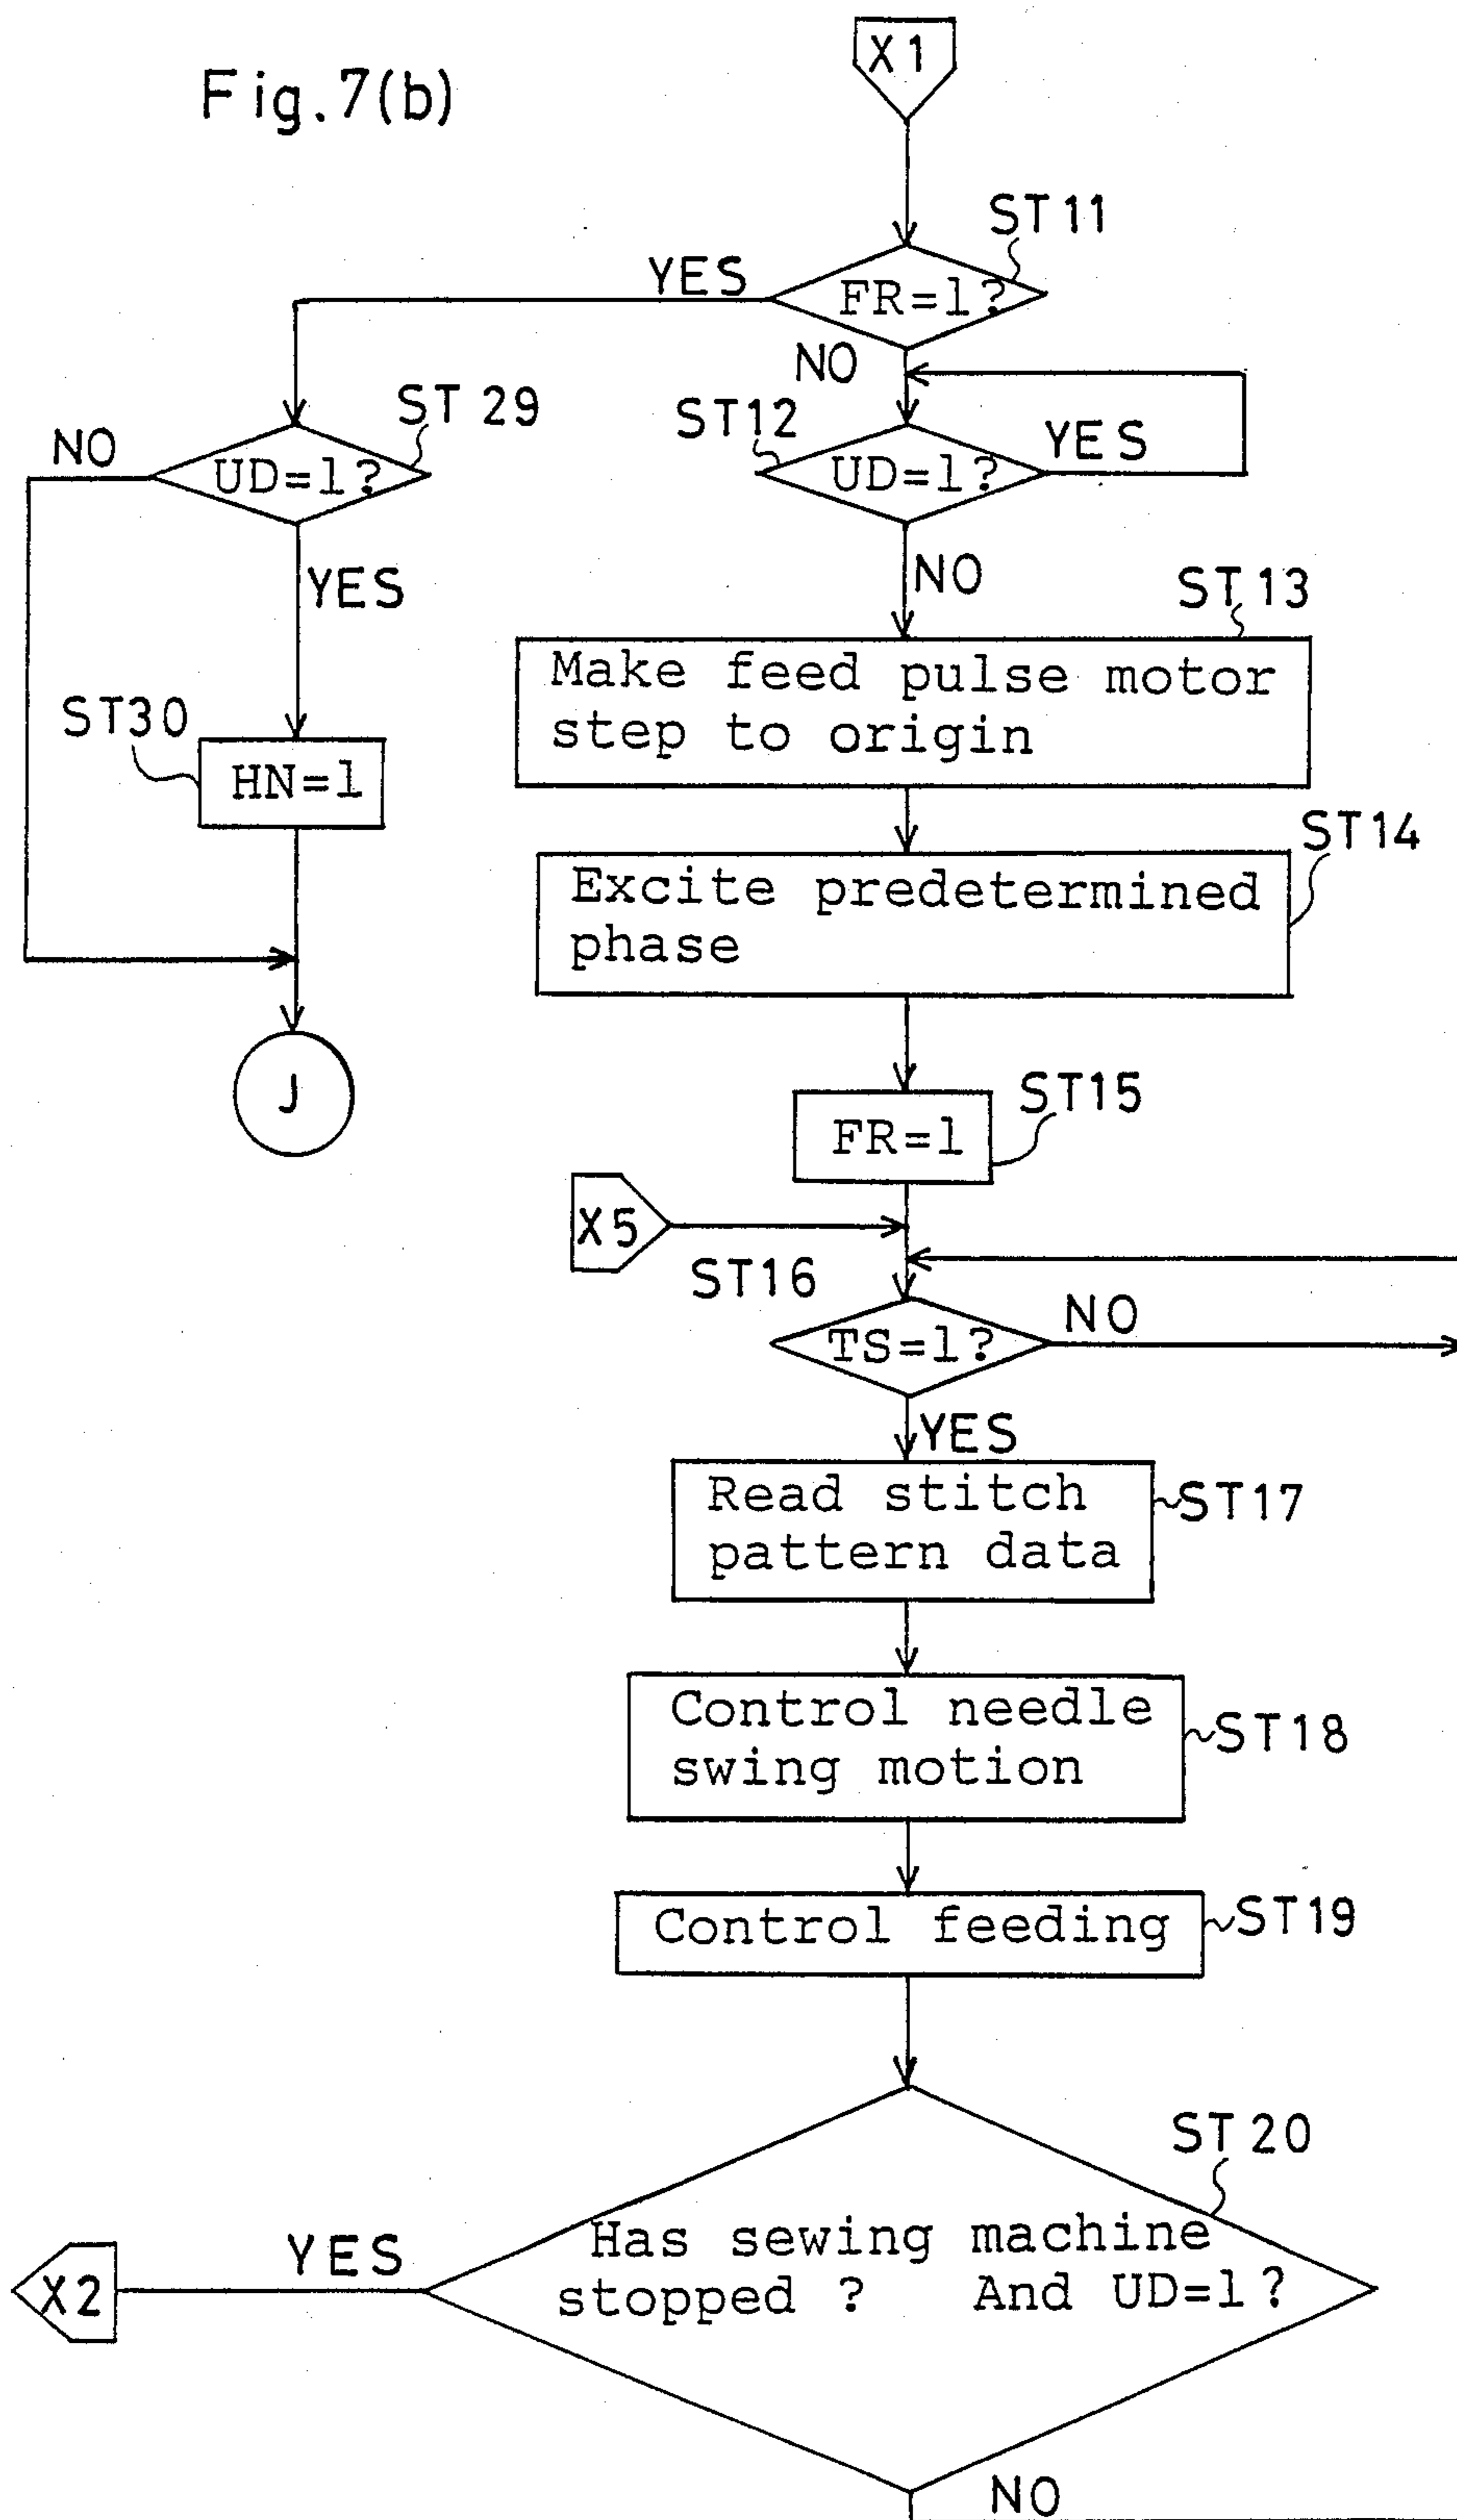 Fig.7(b)
X1
ST11
YES
FR=1?
NO
ST29
ST12
NO
UD=1?
UD=1?
YES
YES
NO
ST13
Make feed pulse motor
step to origin
ST30
HN=1
ST14
Excite predetermined
phase
J
ST15
FR=1
X5
ST16
NO
TS=1?
YES
Read stitch
pattern data
ST17
Control needle
swing motion
ST18
Control feeding
ST19
ST20
YES
Has sewing machine
stopped ? And UD=1?
X2
NO